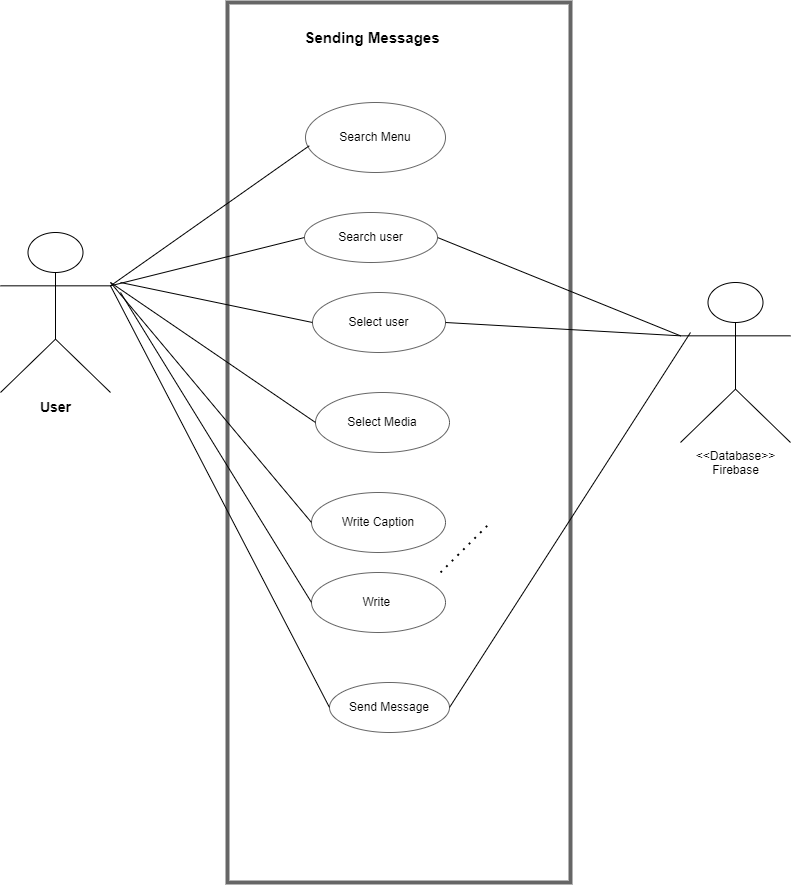 Sending Messages
Search Menu
Search user
Select user
Select Media
Write Caption
Write
Send Message
User
<<Database>>
Firebase